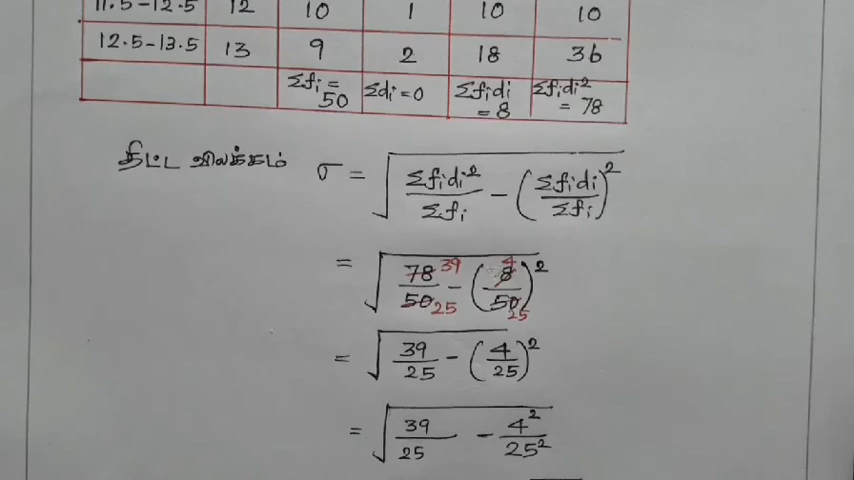 11.5-12.5 12 10 1 10 10
12.5-13.5 13 9 2 18 36
Σfi = 50 Σdi = 0 Σfidi = 8 Σfidi² = 78
திட்ட விலக்கம் σ = √(Σfidi²/Σfi - (Σfidi/Σfi)²)
= √(78/50 39/25 - (8/50 4/25)²)
= √(39/25 - (4/25)²)
= √(39/25 - 4²/25²)